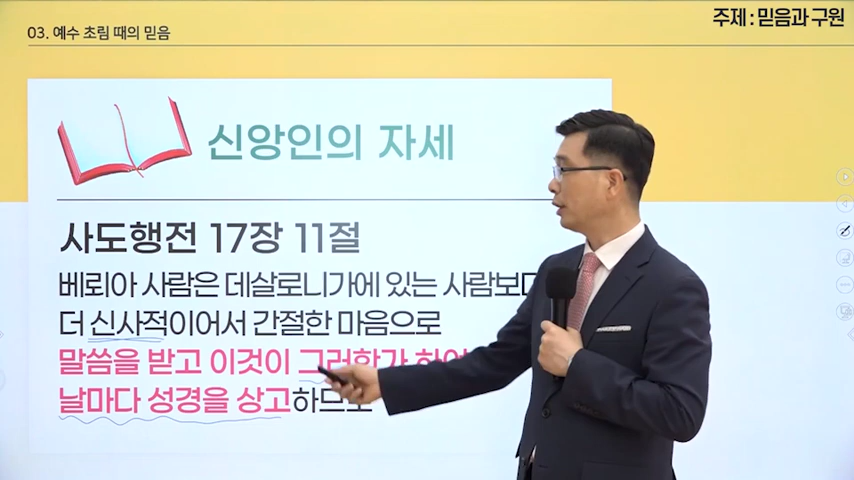 03. 예수 초림 때의 믿음
주제 : 믿음과 구원
신앙인의 자세
사도행전 17장 11절
베뢰아 사람은 데살로니가에 있는 사람보다
더 신사적이어서 간절한 마음으로
말씀을 받고 이것이 그러한가 하여
날마다 성경을 상고하므로